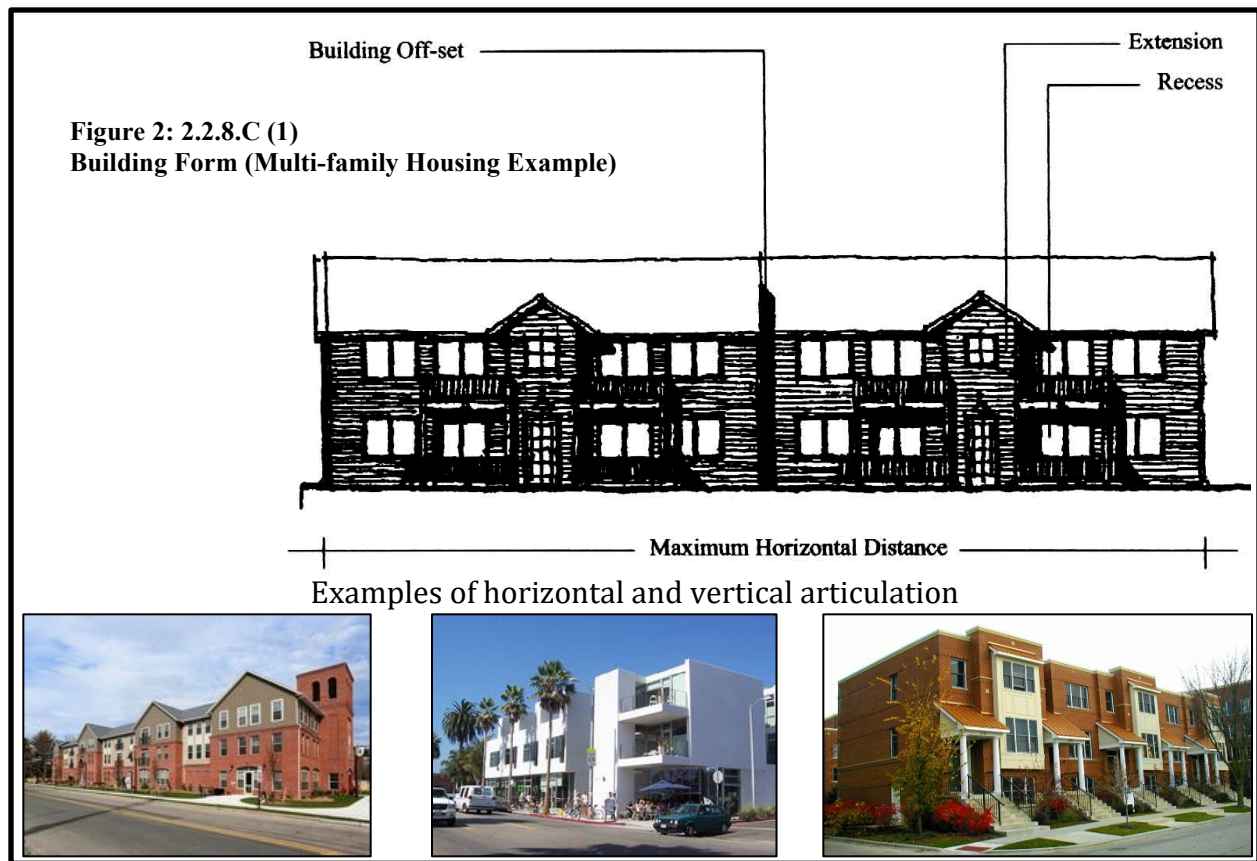 Building Off-set
Extension
Recess
Figure 2: 2.2.8.C (1)
Building Form (Multi-family Housing Example)
Maximum Horizontal Distance
Examples of horizontal and vertical articulation